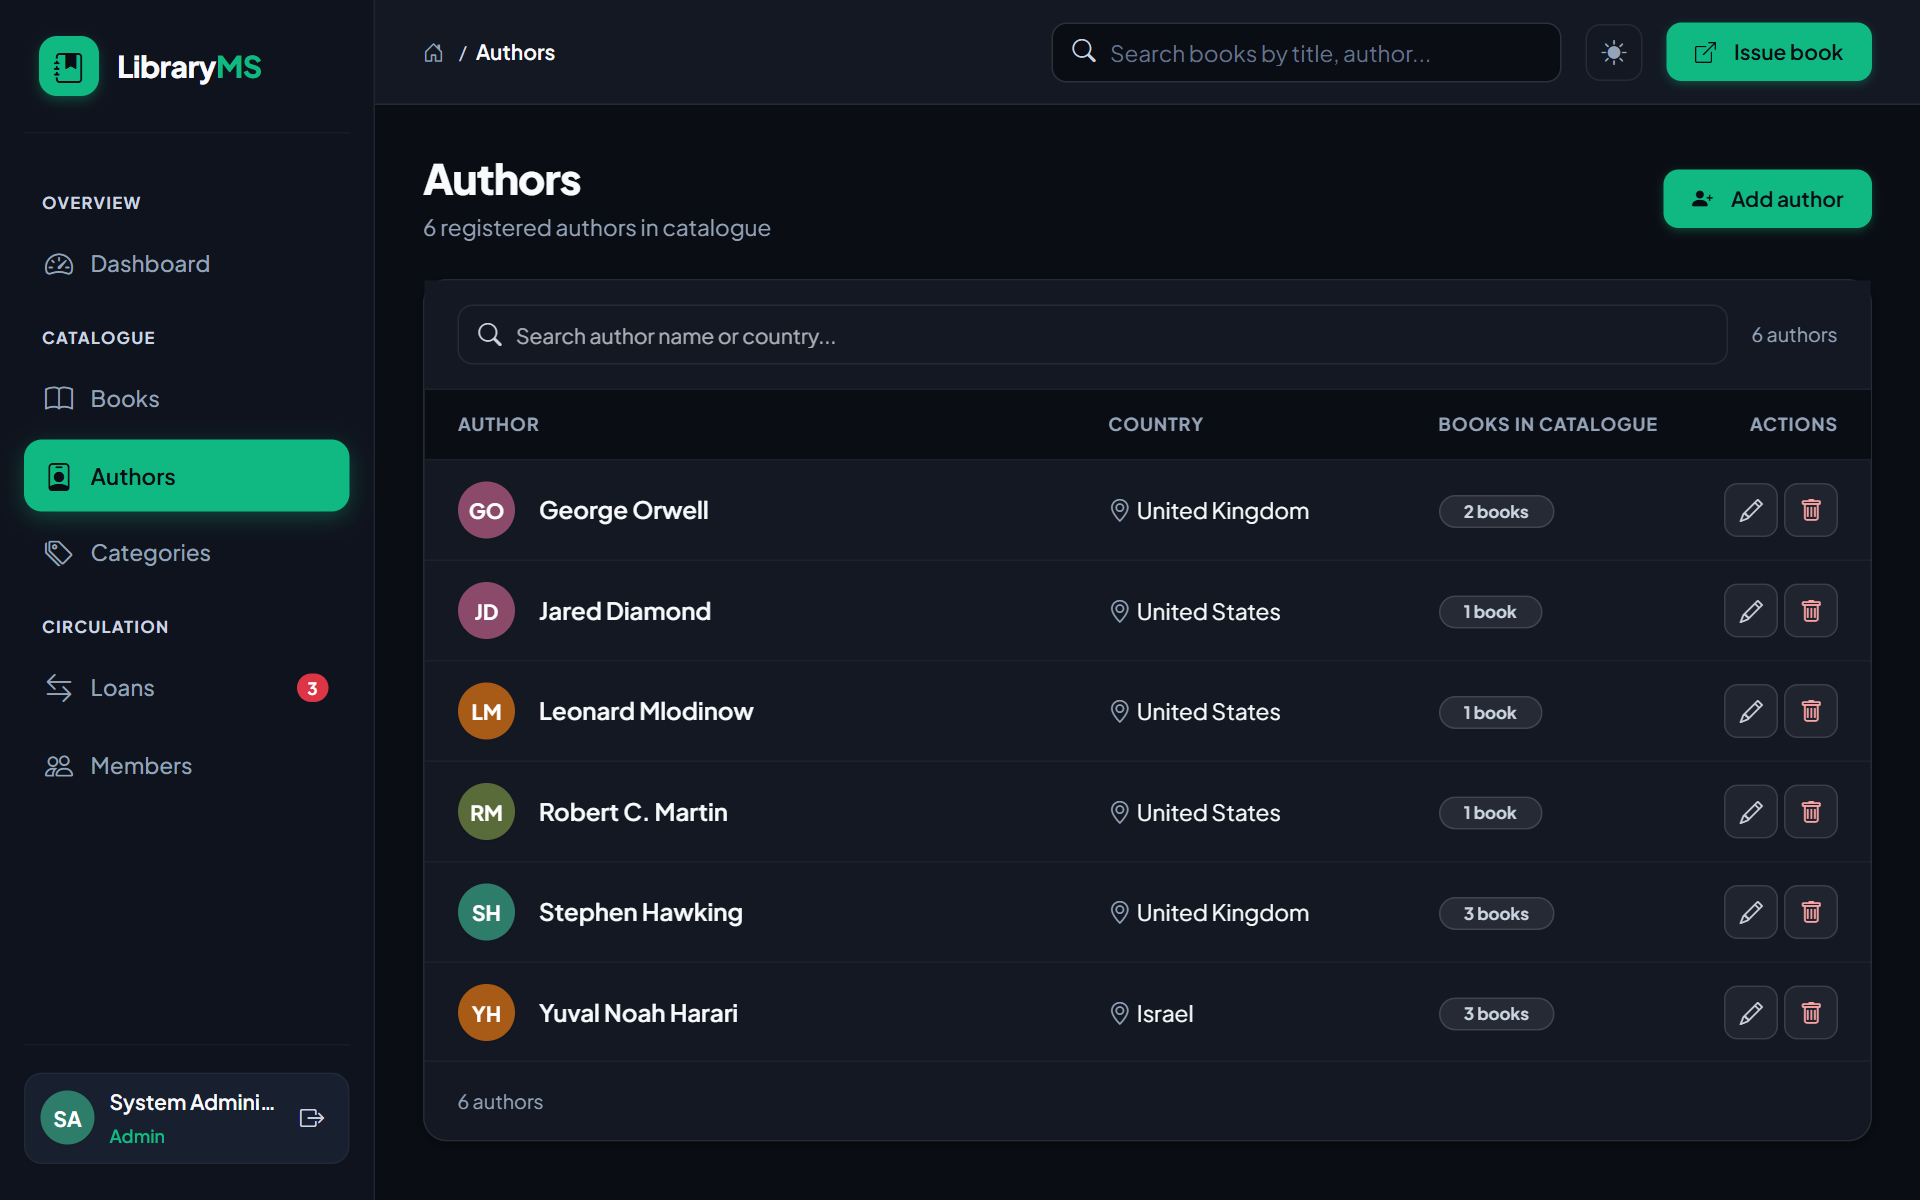 LibraryMS
OVERVIEW
Dashboard
CATALOGUE
Books
Authors
Categories
CIRCULATION
Loans 3
Members
SA System Admini...
Admin
/ Authors
Search books by title, author...
Issue book
Authors
6 registered authors in catalogue
Add author
Search author name or country...
6 authors
AUTHOR COUNTRY BOOKS IN CATALOGUE ACTIONS
GO George Orwell United Kingdom 2 books
JD Jared Diamond United States 1 book
LM Leonard Mlodinow United States 1 book
RM Robert C. Martin United States 1 book
SH Stephen Hawking United Kingdom 3 books
YH Yuval Noah Harari Israel 3 books
6 authors